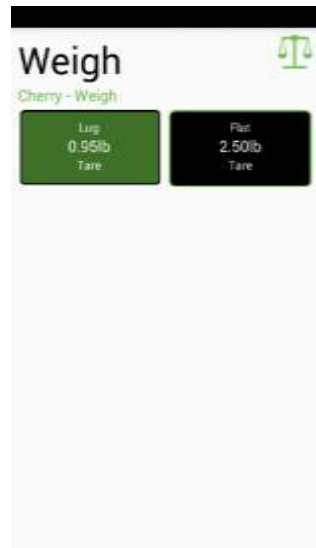 Weigh
Cherry - Weigh
Lug
0.95lb
Tare
Flat
2.50lb
Tare